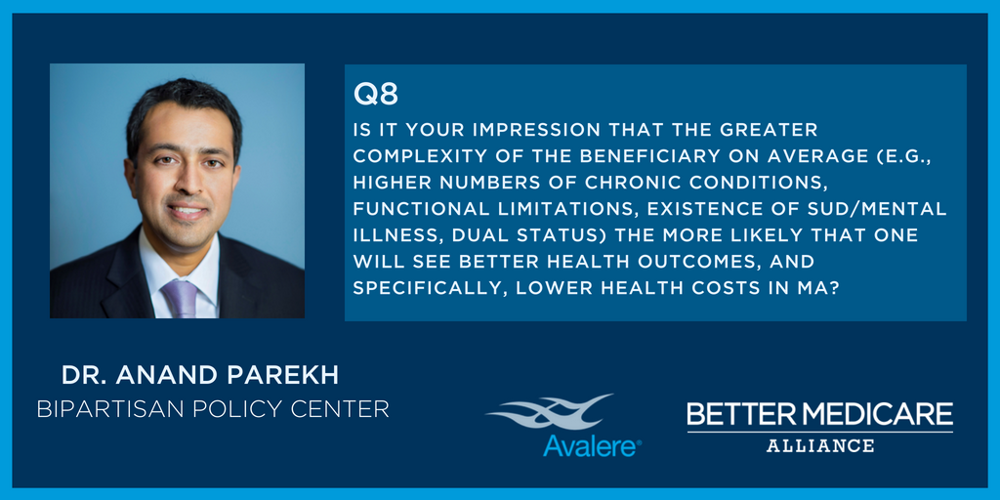 Q8
IS IT YOUR IMPRESSION THAT THE GREATER
COMPLEXITY OF THE BENEFICIARY ON AVERAGE (E.G.,
HIGHER NUMBERS OF CHRONIC CONDITIONS,
FUNCTIONAL LIMITATIONS, EXISTENCE OF SUD/MENTAL
ILLNESS, DUAL STATUS) THE MORE LIKELY THAT ONE
WILL SEE BETTER HEALTH OUTCOMES, AND
SPECIFICALLY, LOWER HEALTH COSTS IN MA?
DR. ANAND PAREKH
BIPARTISAN POLICY CENTER
Avalere®
BETTER MEDICARE
ALLIANCE